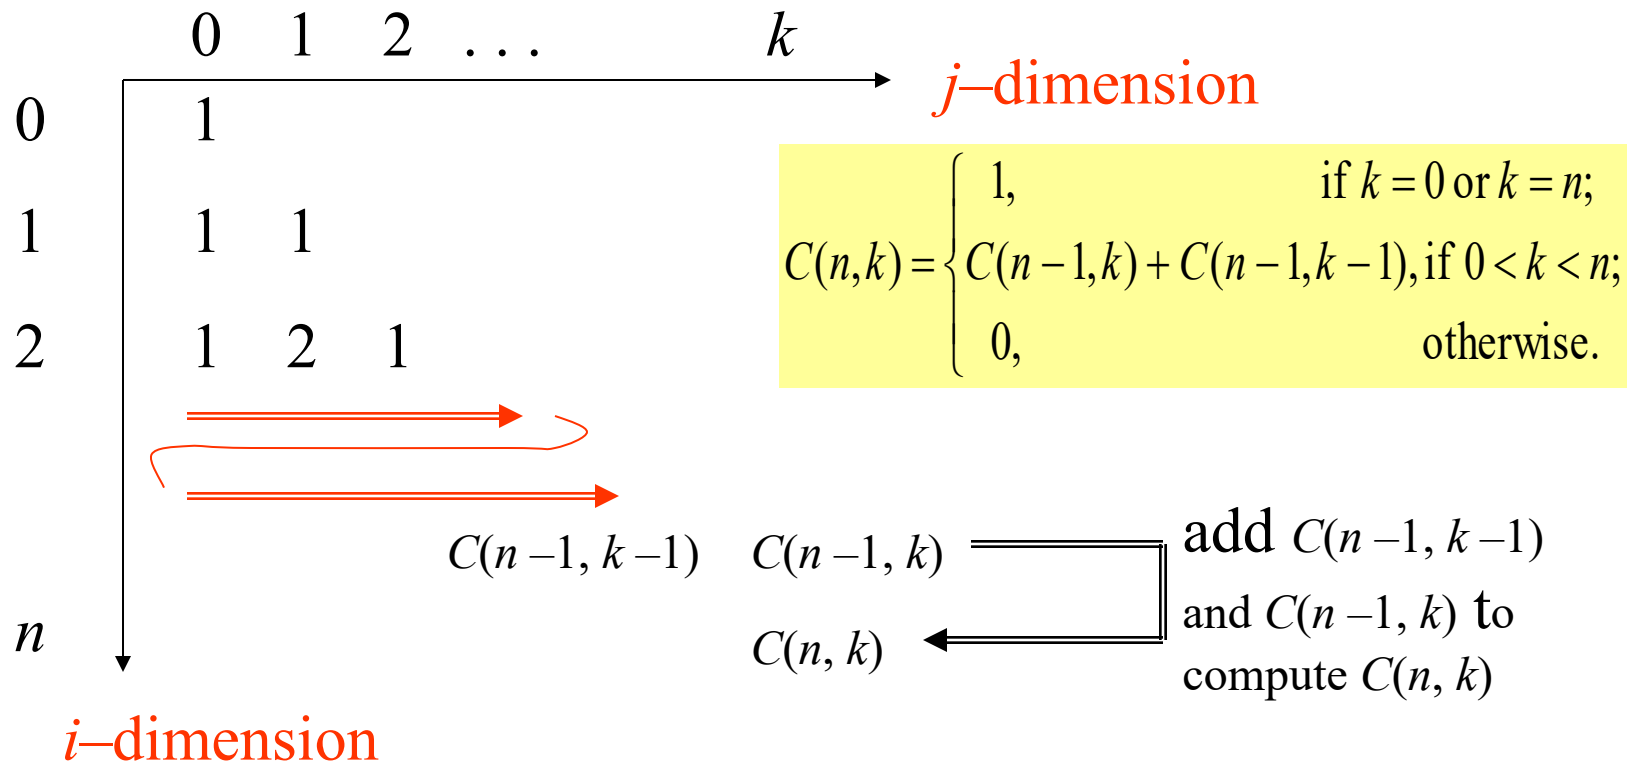 0 1 2 . . . k
j–dimension
0 1
1 1 1
2 1 2 1
C(n,k) = { 1, if k = 0 or k = n;
C(n − 1,k) + C(n − 1,k − 1), if 0 < k < n;
0, otherwise.
C(n –1, k –1) C(n –1, k)
add C(n –1, k –1)
and C(n –1, k) to
compute C(n, k)
n C(n, k)
i–dimension